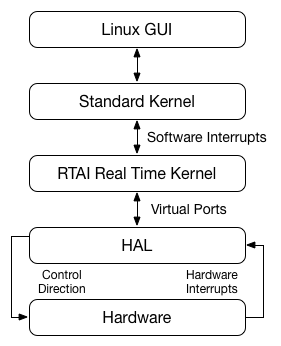 Linux GUI
Standard Kernel
Software Interrupts
RTAI Real Time Kernel
Virtual Ports
HAL
Control
Direction
Hardware
Interrupts
Hardware